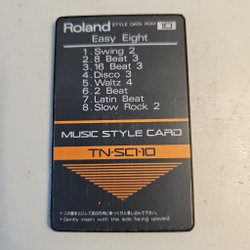 Roland STYLE DATA ROM 10
Easy Eight
1. Swing 2
2. 8 Beat 3
3. 16 Beat 3
4. Disco 3
5. Waltz 4
6. 2 Beat
7. Latin Beat
8. Slow Rock 2
MUSIC STYLE CARD
TN-SC1-10
Gently insert with this side facing upward.